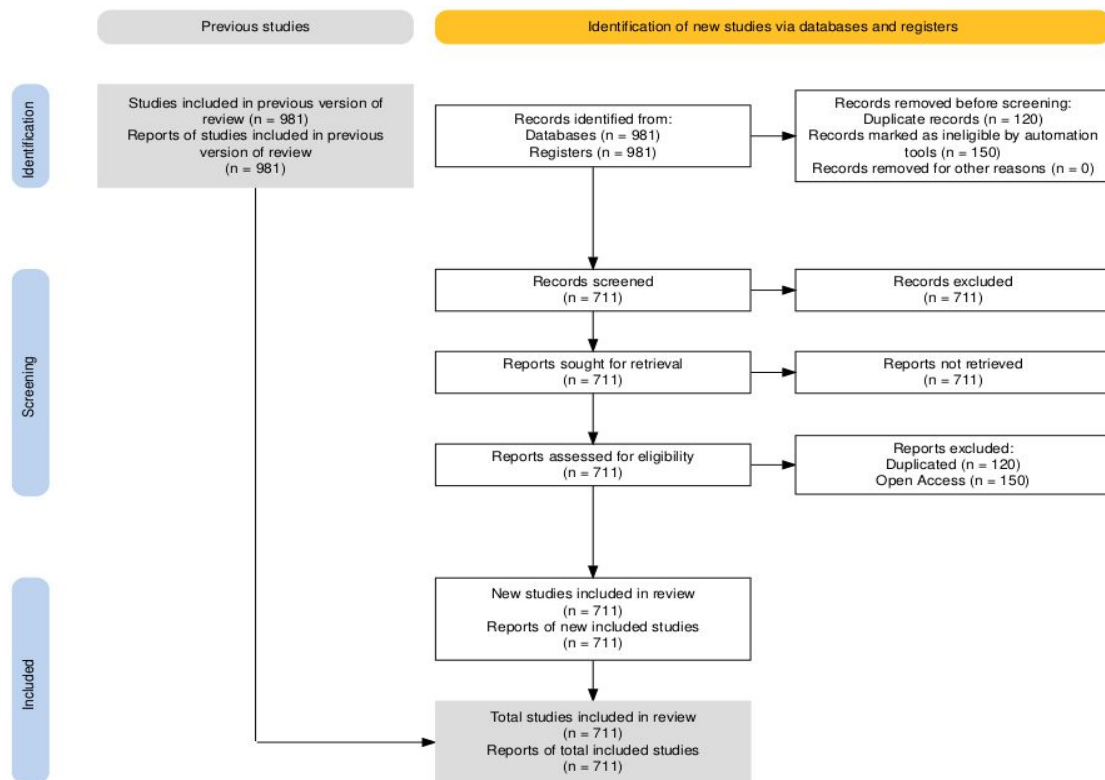 Previous studies
Identification of new studies via databases and registers
Identification
Studies included in previous version of
review (n = 981)
Reports of studies included in previous
version of review
(n = 981)
Records identified from:
Databases (n = 981)
Registers (n = 981)
Records removed before screening:
Duplicate records (n = 120)
Records marked as ineligible by automation
tools (n = 150)
Records removed for other reasons (n = 0)
Screening
Records screened
(n = 711)
Records excluded
(n = 711)
Reports sought for retrieval
(n = 711)
Reports not retrieved
(n = 711)
Reports assessed for eligibility
(n = 711)
Reports excluded:
Duplicated (n = 120)
Open Access (n = 150)
Included
New studies included in review
(n = 711)
Reports of new included studies
(n = 711)
Total studies included in review
(n = 711)
Reports of total included studies
(n = 711)